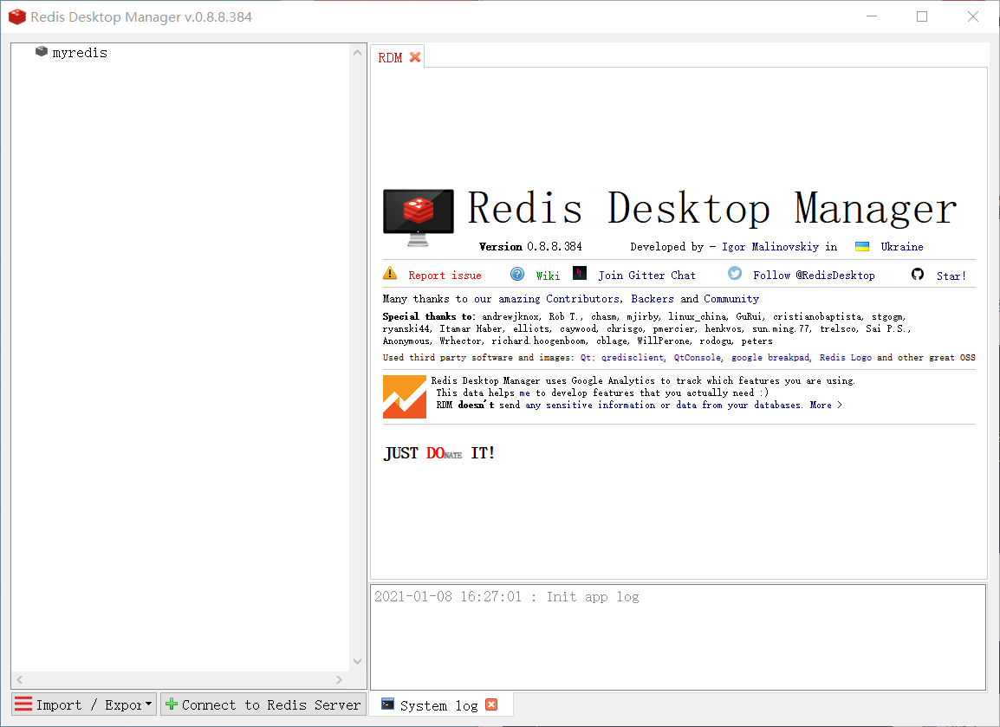 Redis Desktop Manager v.0.8.8.384
myredis
RDM
Redis Desktop Manager
Version 0.8.8.384 Developed by - Igor Malinovskiy in Ukraine
Report issue Wiki Join Gitter Chat Follow @RedisDesktop Star!
Many thanks to our amazing Contributors, Backers and Community
Special thanks to: andrewjknox, Rob T., chasm, mjirby, linux_china, GuRui, cristianobaptista, stgogm,
ryanski44, Itamar Haber, elliots, caywood, chrisgo, pmercier, henkvos, sun.ming.77, trelsco, Sai P.S.,
Anonymous, Wrhector, richard.hoogenboom, cblage, WillPerone, rodogu, peters
Used third party software and images: Qt; qredisclient, QtConsole, google breakpad, Redis Logo and other great OSS
Redis Desktop Manager uses Google Analytics to track which features you are using.
This data helps me to develop features that you actually need :)
RDM doesn't send any sensitive information or data from your databases. More >
JUST DONATE IT!
2021-01-08 16:27:01 : Init app log
Import / Expor
Connect to Redis Server
System log